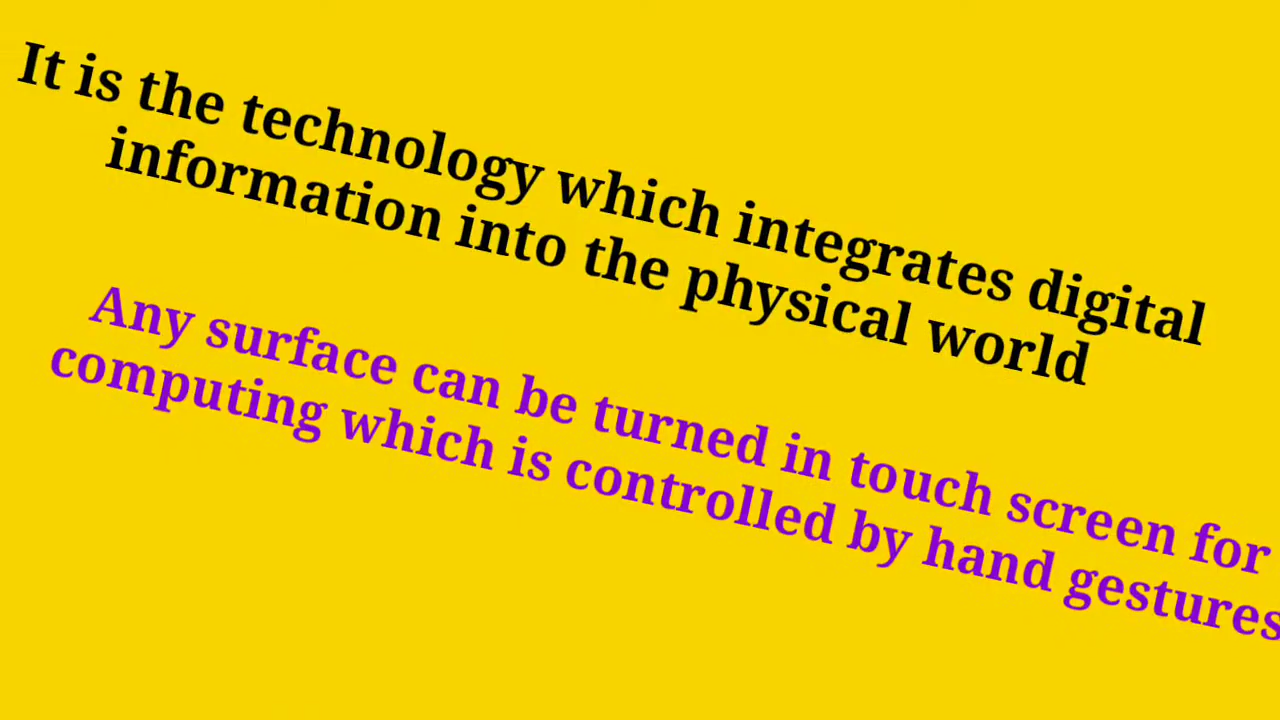 It is the technology which integrates digital
information into the physical world
Any surface can be turned in touch screen for
computing which is controlled by hand gestures